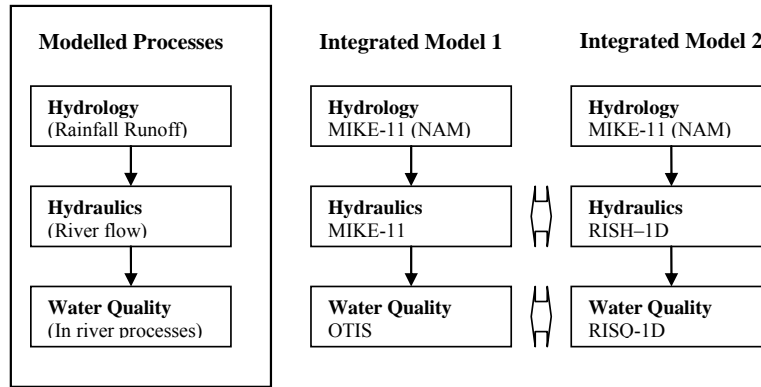 Modelled Processes
Hydrology
(Rainfall Runoff)
Hydraulics
(River flow)
Water Quality
(In river processes)
Integrated Model 1
Hydrology
MIKE-11 (NAM)
Hydraulics
MIKE-11
Water Quality
OTIS
Integrated Model 2
Hydrology
MIKE-11 (NAM)
Hydraulics
RISH–1D
Water Quality
RISQ-1D